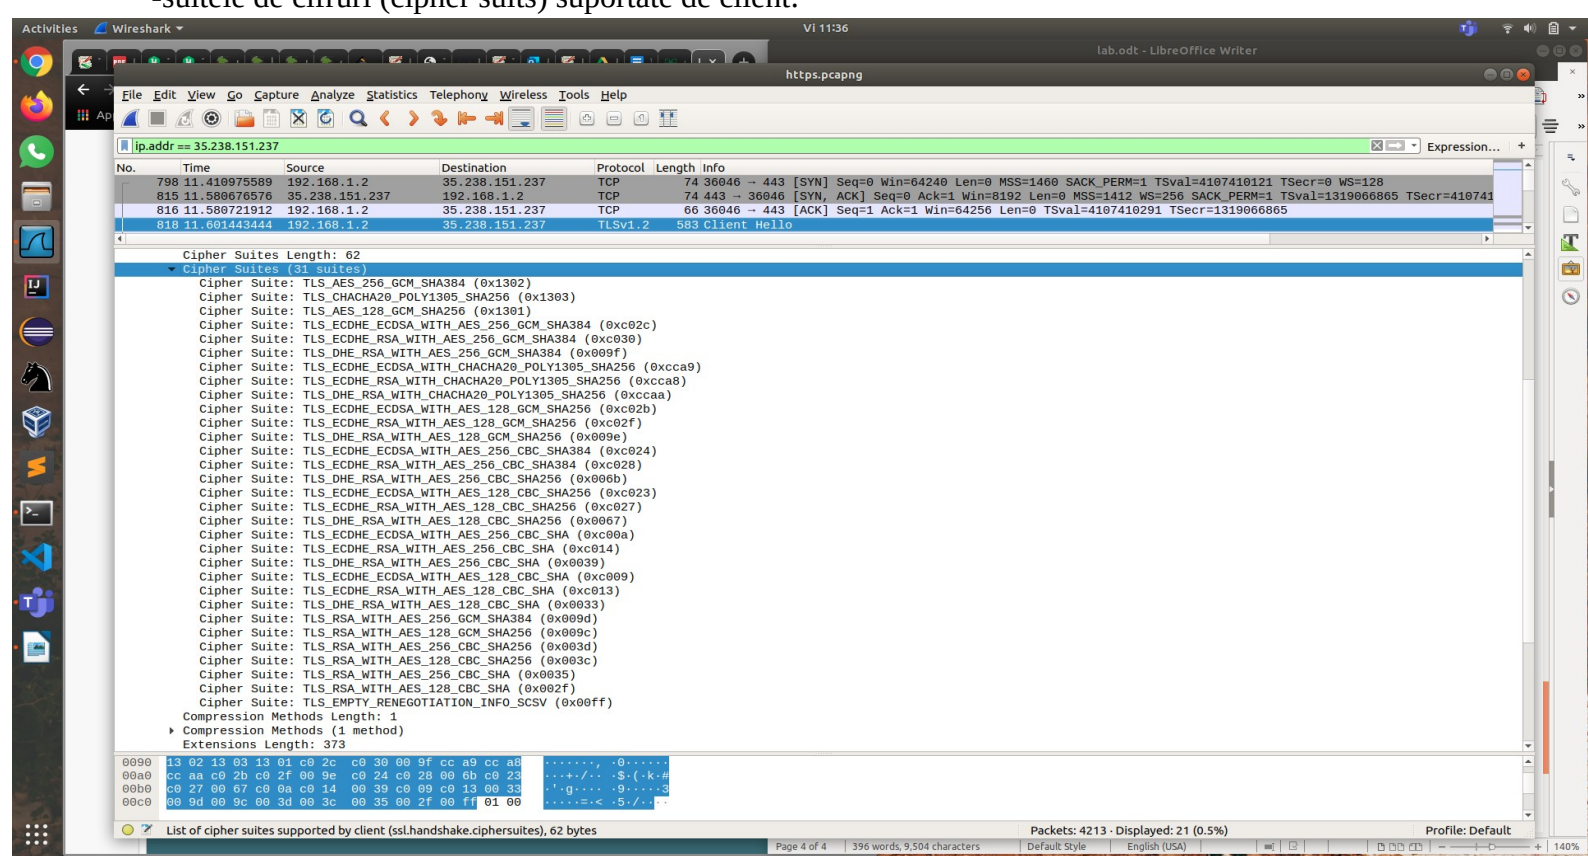 -suitele de cifruri (cipher suits) suportate de client:
Activities Wireshark Vi 11:36
lab.odt - LibreOffice Writer
https.pcapng
File Edit View Go Capture Analyze Statistics Telephony Wireless Tools Help
ip.addr == 35.238.151.237 Expression... +
No. Time Source Destination Protocol Length Info
798 11.410975589 192.168.1.2 35.238.151.237 TCP 74 36046 → 443 [SYN] Seq=0 Win=64240 Len=0 MSS=1460 SACK_PERM=1 TSval=4107410121 TSecr=0 WS=128
815 11.580676576 35.238.151.237 192.168.1.2 TCP 74 443 → 36046 [SYN, ACK] Seq=0 Ack=1 Win=8192 Len=0 MSS=1412 WS=256 SACK_PERM=1 TSval=1319066865 TSecr=410741
816 11.580721912 192.168.1.2 35.238.151.237 TCP 66 36046 → 443 [ACK] Seq=1 Ack=1 Win=64256 Len=0 TSval=4107410291 TSecr=1319066865
818 11.601443444 192.168.1.2 35.238.151.237 TLSv1.2 583 Client Hello
Cipher Suites Length: 62
Cipher Suites (31 suites)
Cipher Suite: TLS_AES_256_GCM_SHA384 (0x1302)
Cipher Suite: TLS_CHACHA20_POLY1305_SHA256 (0x1303)
Cipher Suite: TLS_AES_128_GCM_SHA256 (0x1301)
Cipher Suite: TLS_ECDHE_ECDSA_WITH_AES_256_GCM_SHA384 (0xc02c)
Cipher Suite: TLS_ECDHE_RSA_WITH_AES_256_GCM_SHA384 (0xc030)
Cipher Suite: TLS_DHE_RSA_WITH_AES_256_GCM_SHA384 (0x009f)
Cipher Suite: TLS_ECDHE_ECDSA_WITH_CHACHA20_POLY1305_SHA256 (0xcca9)
Cipher Suite: TLS_ECDHE_RSA_WITH_CHACHA20_POLY1305_SHA256 (0xcca8)
Cipher Suite: TLS_DHE_RSA_WITH_CHACHA20_POLY1305_SHA256 (0xccaa)
Cipher Suite: TLS_ECDHE_ECDSA_WITH_AES_128_GCM_SHA256 (0xc02b)
Cipher Suite: TLS_ECDHE_RSA_WITH_AES_128_GCM_SHA256 (0xc02f)
Cipher Suite: TLS_DHE_RSA_WITH_AES_128_GCM_SHA256 (0x009e)
Cipher Suite: TLS_ECDHE_ECDSA_WITH_AES_256_CBC_SHA384 (0xc024)
Cipher Suite: TLS_ECDHE_RSA_WITH_AES_256_CBC_SHA384 (0xc028)
Cipher Suite: TLS_DHE_RSA_WITH_AES_256_CBC_SHA256 (0x006b)
Cipher Suite: TLS_ECDHE_ECDSA_WITH_AES_128_CBC_SHA256 (0xc023)
Cipher Suite: TLS_ECDHE_RSA_WITH_AES_128_CBC_SHA256 (0xc027)
Cipher Suite: TLS_DHE_RSA_WITH_AES_128_CBC_SHA256 (0x0067)
Cipher Suite: TLS_ECDHE_ECDSA_WITH_AES_256_CBC_SHA (0xc00a)
Cipher Suite: TLS_ECDHE_RSA_WITH_AES_256_CBC_SHA (0xc014)
Cipher Suite: TLS_DHE_RSA_WITH_AES_256_CBC_SHA (0x0039)
Cipher Suite: TLS_ECDHE_ECDSA_WITH_AES_128_CBC_SHA (0xc009)
Cipher Suite: TLS_ECDHE_RSA_WITH_AES_128_CBC_SHA (0xc013)
Cipher Suite: TLS_DHE_RSA_WITH_AES_128_CBC_SHA (0x0033)
Cipher Suite: TLS_RSA_WITH_AES_256_GCM_SHA384 (0x009d)
Cipher Suite: TLS_RSA_WITH_AES_128_GCM_SHA256 (0x009c)
Cipher Suite: TLS_RSA_WITH_AES_256_CBC_SHA256 (0x003d)
Cipher Suite: TLS_RSA_WITH_AES_128_CBC_SHA256 (0x003c)
Cipher Suite: TLS_RSA_WITH_AES_256_CBC_SHA (0x0035)
Cipher Suite: TLS_RSA_WITH_AES_128_CBC_SHA (0x002f)
Cipher Suite: TLS_EMPTY_RENEGOTIATION_INFO_SCSV (0x00ff)
Compression Methods Length: 1
Compression Methods (1 method)
Extensions Length: 373
0090 13 02 13 03 13 01 c0 2c c0 30 00 9f cc a9 cc a8 ·······, ·0······
00a0 cc aa c0 2b c0 2f 00 9e c0 24 c0 28 00 6b c0 23 ···+·/·· ·$·(·k·#
00b0 c0 27 00 67 c0 0a c0 14 00 39 c0 09 c0 13 00 33 ·'·g···· ·9·····3
00c0 00 9d 00 9c 00 3d 00 3c 00 35 00 2f 00 ff 01 00 ·····=·< ·5·/····
List of cipher suites supported by client (ssl.handshake.ciphersuites), 62 bytes Packets: 4213 · Displayed: 21 (0.5%) Profile: Default
Page 4 of 4 396 words, 9,504 characters Default Style English (USA) 140%